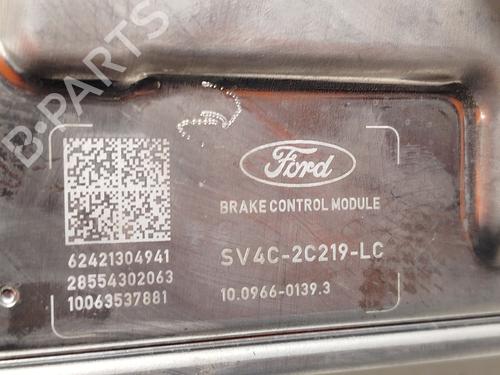 B-PARTS
Ford
BRAKE CONTROL MODULE
62421304941
28554302063
10063537881
SV4C-2C219-LC
10.0966-0139.3